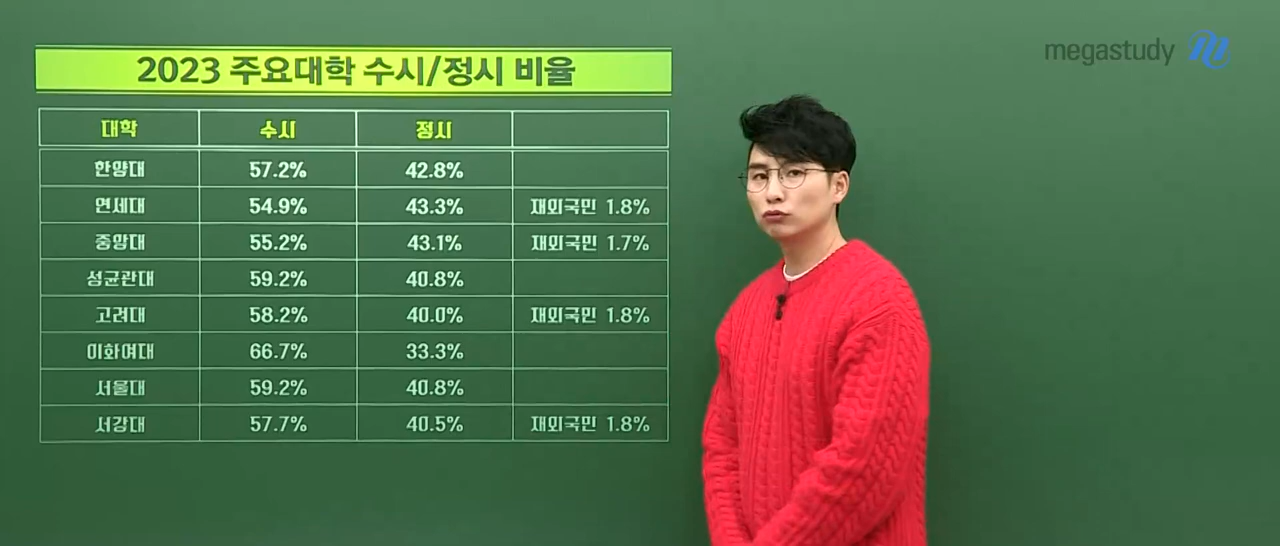 megastudy
2023 주요대학 수시/정시 비율
대학 수시 정시
한양대 57.2% 42.8%
연세대 54.9% 43.3% 재외국민 1.8%
중앙대 55.2% 43.1% 재외국민 1.7%
성균관대 59.2% 40.8%
고려대 58.2% 40.0% 재외국민 1.8%
이화여대 66.7% 33.3%
서울대 59.2% 40.8%
서강대 57.7% 40.5% 재외국민 1.8%